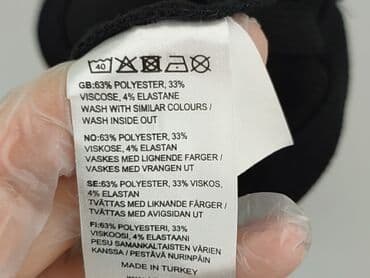 40
GB:63% POLYESTER, 33%
VISCOSE, 4% ELASTANE
WASH WITH SIMILAR COLOURS /
WASH INSIDE OUT
NO:63% POLYESTER, 33%
VISKOSE, 4% ELASTAN
VASKES MED LIGNENDE FARGER /
VASKES MED VRANGEN UT
SE:63% POLYESTER, 33% VISKOS,
4% ELASTAN
TVÄTTAS MED LIKNANDE FÄRGER /
TVÄTTAS MED AVIGSIDAN UT
FI:63% POLYESTERI, 33%
VISKOOSI, 4% ELASTAANI
PESU SAMANKALTAISTEN VÄRIEN
KANSSA / PESTÄVÄ NURINPÄIN
MADE IN TURKEY